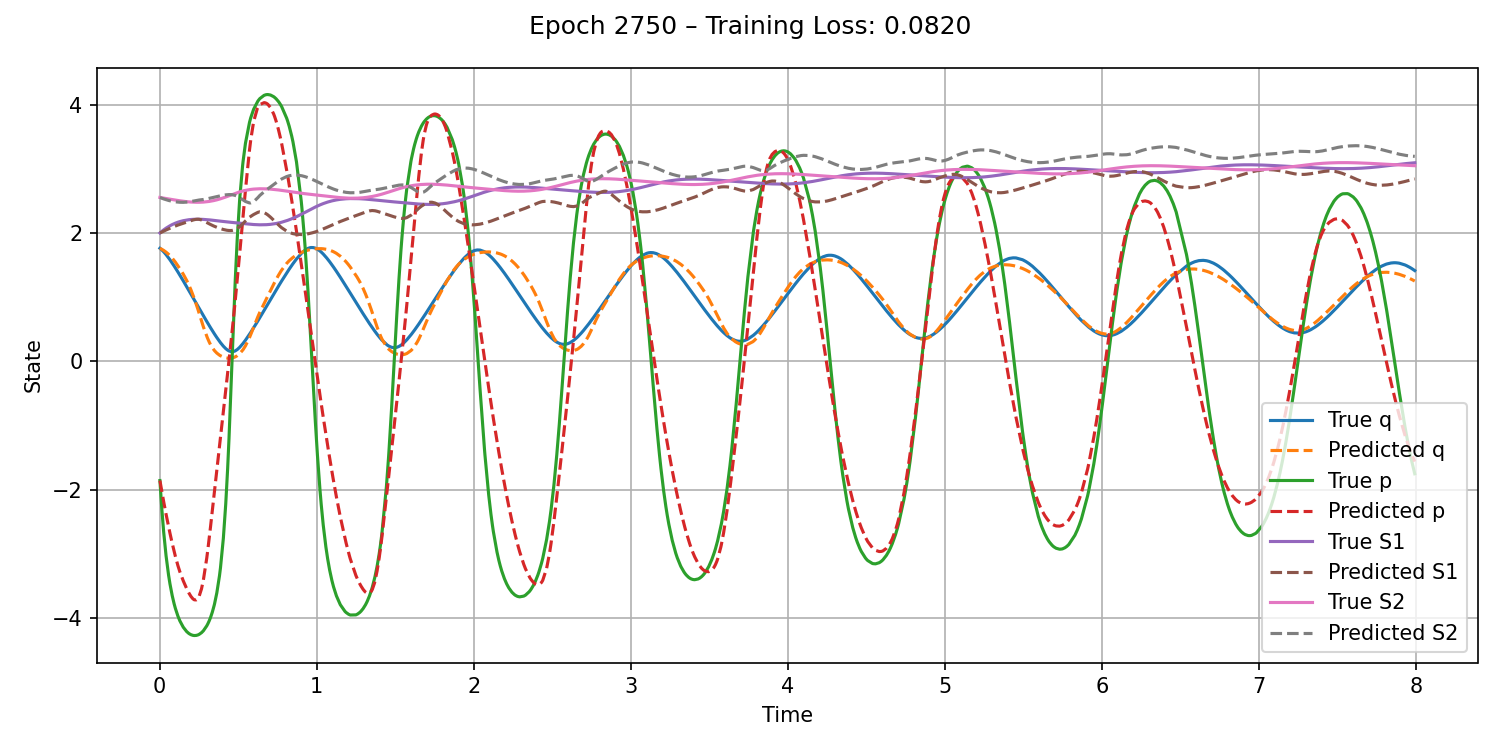 Epoch 2750 – Training Loss: 0.0820
State
4
2
0
−2
−4
0 1 2 3 4 5 6 7 8
Time
True q
Predicted q
True p
Predicted p
True S1
Predicted S1
True S2
Predicted S2